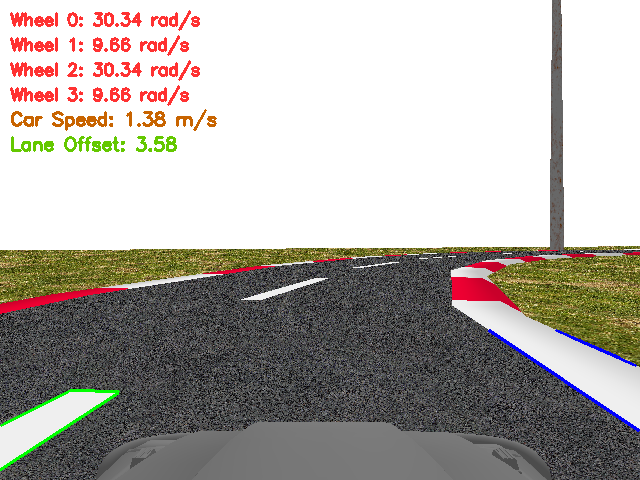 Wheel 0: 30.34 rad/s
Wheel 1: 9.66 rad/s
Wheel 2: 30.34 rad/s
Wheel 3: 9.66 rad/s
Car Speed: 1.38 m/s
Lane Offset: 3.58